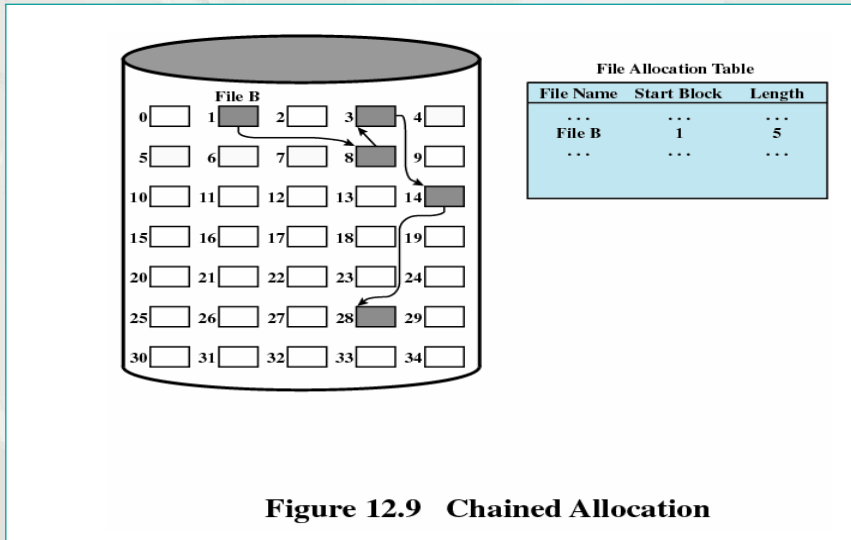 File Allocation Table
File Name Start Block Length
... ... ...
File B 1 5
... ... ...
File B
0 1 2 3 4
5 6 7 8 9
10 11 12 13 14
15 16 17 18 19
20 21 22 23 24
25 26 27 28 29
30 31 32 33 34
Figure 12.9 Chained Allocation